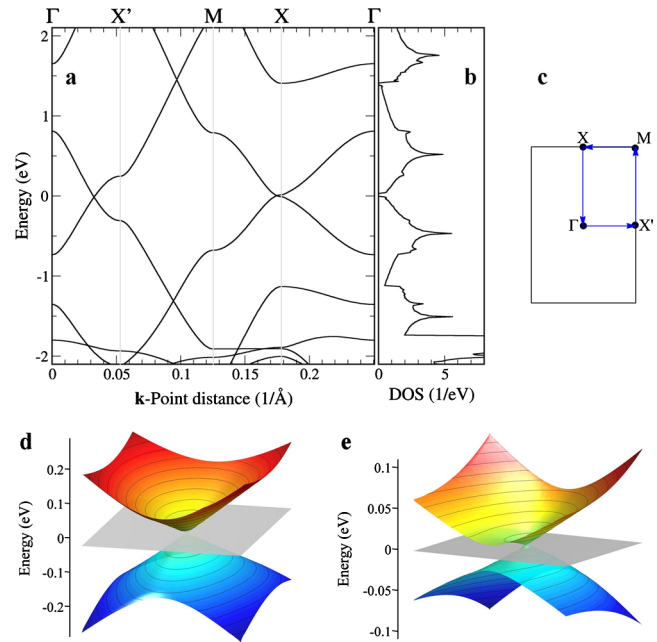 Γ X' M X Γ
a b c
2
1
0
-1
-2
Energy (eV)
0 0.05 0.1 0.15 0.2
k-Point distance (1/Å)
0 5
DOS (1/eV)
X M
Γ X'
d
0.2
0.1
0
-0.1
-0.2
Energy (eV)
e
0.1
0.05
0
-0.05
-0.1
Energy (eV)